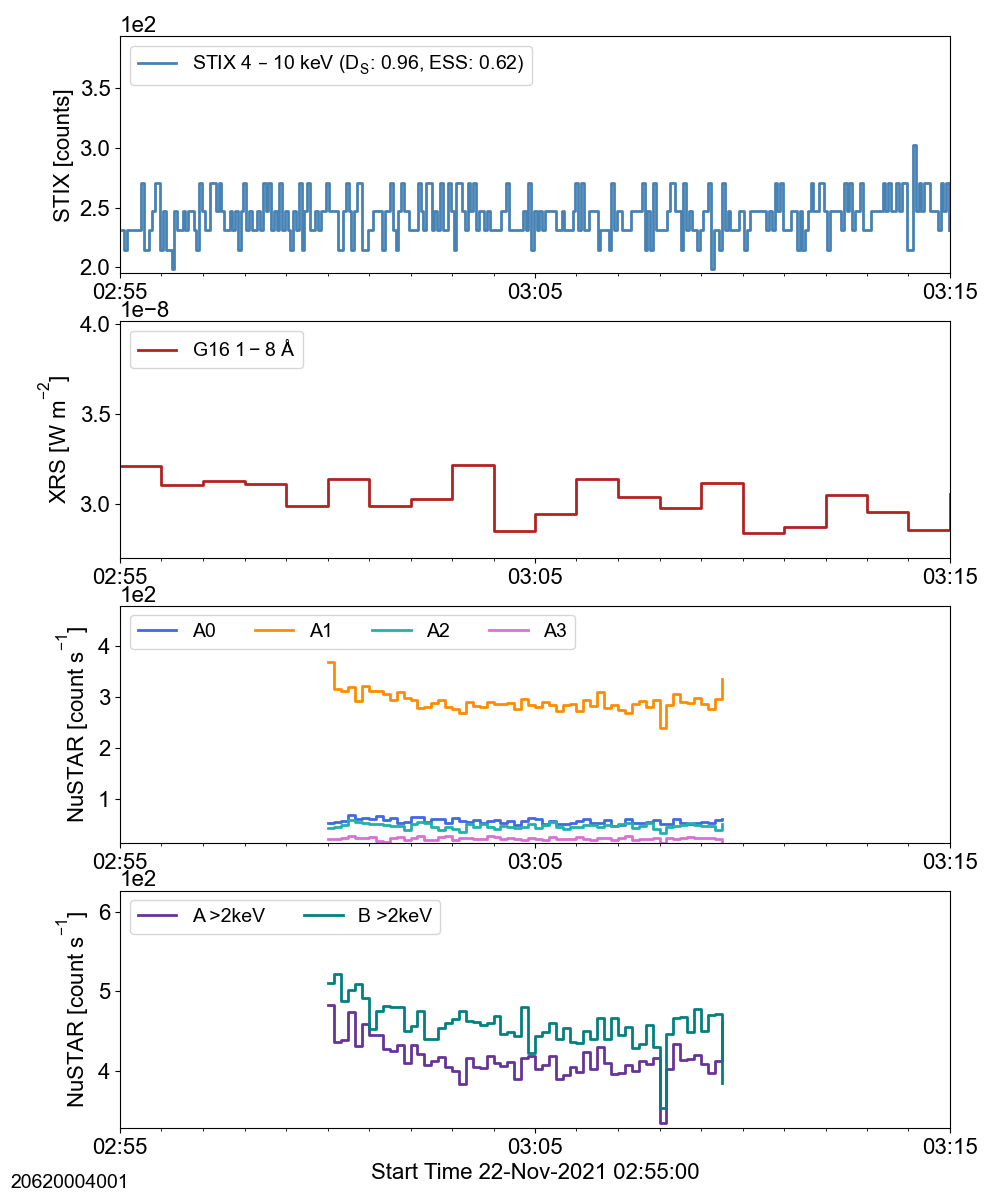 1e2
STIX 4 – 10 keV (D_S: 0.96, ESS: 0.62)
STIX [counts]
3.5
3.0
2.5
2.0
02:55 03:05 03:15
1e−8
G16 1 – 8 Å
XRS [W m⁻²]
4.0
3.5
3.0
02:55 03:05 03:15
1e2
A0 A1 A2 A3
NuSTAR [count s⁻¹]
4
3
2
1
02:55 03:05 03:15
1e2
A >2keV B >2keV
NuSTAR [count s⁻¹]
6
5
4
02:55 03:05 03:15
Start Time 22-Nov-2021 02:55:00
20620004001